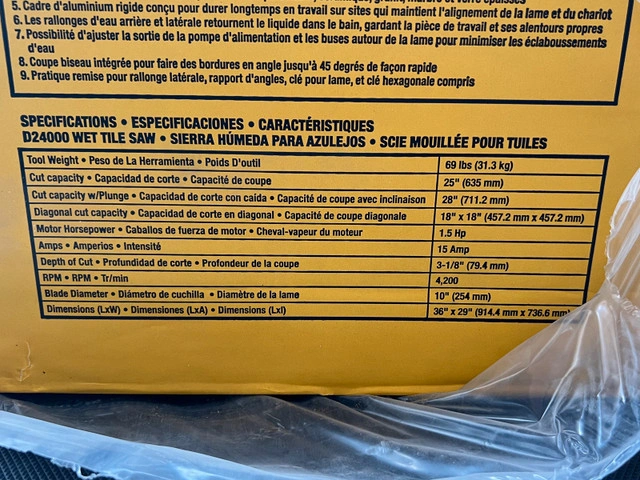 5. Cadre d'aluminium rigide conçu pour durer longtemps en travail sur sites qui maintient l'alignement de la lame et du chariot
6. Les rallonges d'eau arrière et latérale retournent le liquide dans le bain, gardant la pièce de travail et ses alentours propres
7. Possibilité d'ajuster la sortie de la pompe d'alimentation et les buses autour de la lame pour minimiser les éclaboussements
d'eau
8. Coupe biseau intégrée pour faire des bordures en angle jusqu'à 45 degrés de façon rapide
9. Pratique remise pour rallonge latérale, rapport d'angles, clé pour lame, et clé hexagonale compris
SPECIFICATIONS • ESPECIFICACIONES • CARACTÉRISTIQUES
D24000 WET TILE SAW • SIERRA HÚMEDA PARA AZULEJOS • SCIE MOUILLÉE POUR TUILES
Tool Weight • Peso de La Herramienta • Poids D'outil 69 lbs (31.3 kg)
Cut capacity • Capacidad de corte • Capacité de coupe 25" (635 mm)
Cut capacity w/Plunge • Capacidad de corte con caída • Capacité de coupe avec inclinaison 28" (711.2 mm)
Diagonal cut capacity • Capacidad de corte en diagonal • Capacité de coupe diagonale 18" x 18" (457.2 mm x 457.2 mm)
Motor Horsepower • Caballos de fuerza de motor • Cheval-vapeur du moteur 1.5 Hp
Amps • Amperios • Intensité 15 Amp
Depth of Cut • Profundidad de corte • Profondeur de la coupe 3-1/8" (79.4 mm)
RPM • RPM • Tr/min 4,200
Blade Diameter • Diámetro de cuchilla • Diamètre de la lame 10" (254 mm)
Dimensions (LxW) • Dimensiones (LxA) • Dimensions (LxI) 36" x 29" (914.4 mm x 736.6 mm)